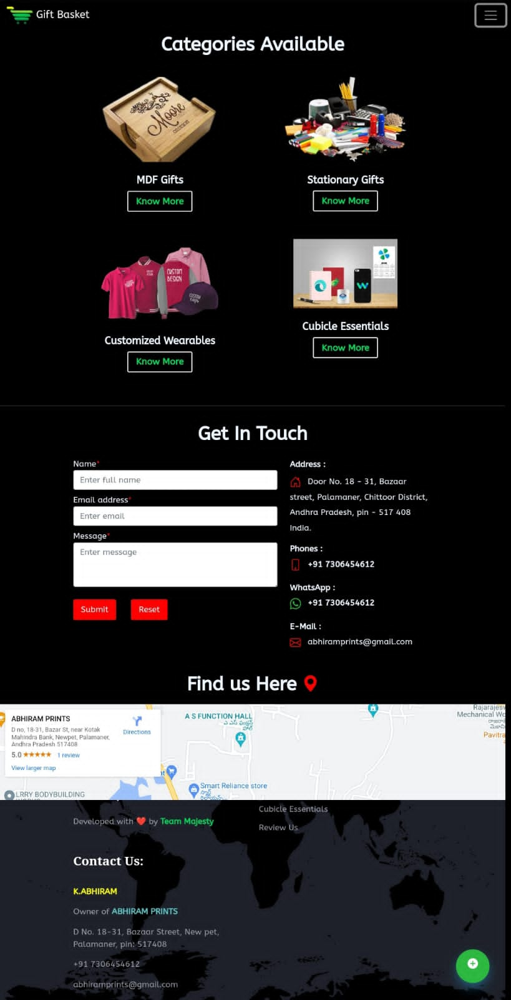 Gift Basket
Categories Available
Moore
MDF Gifts
Know More
Stationary Gifts
Know More
CUSTOM
DESIGN
Customized Wearables
Know More
Cubicle Essentials
Know More
Get In Touch
Name*
Enter full name
Email address*
Enter email
Message*
Enter message
Submit
Reset
Address :
Door No. 18 - 31, Bazaar
street, Palamaner, Chittoor District,
Andhra Pradesh, pin - 517 408
India.
Phones :
+91 7306454612
WhatsApp :
+91 7306454612
E-Mail :
abhiramprints@gmail.com
Find us Here
ABHIRAM PRINTS
D no, 18-31, Bazar St, near Kotak
Mahindra Bank, Newpet, Palamaner,
Andhra Pradesh 517408
5.0 ★★★★★ 1 review
View larger map
Directions
A S FUNCTION HALL
Smart Reliance store
Mechanical
Pavitra
LRRY BODYBUILDING
Cubicle Essentials
Review Us
Developed with ❤️ by Team Majesty
Contact Us:
K.ABHIRAM
Owner of ABHIRAM PRINTS
D No. 18-31, Bazaar Street, New pet,
Palamaner, pin: 517408
+91 7306454612
abhiramprints@gmail.com